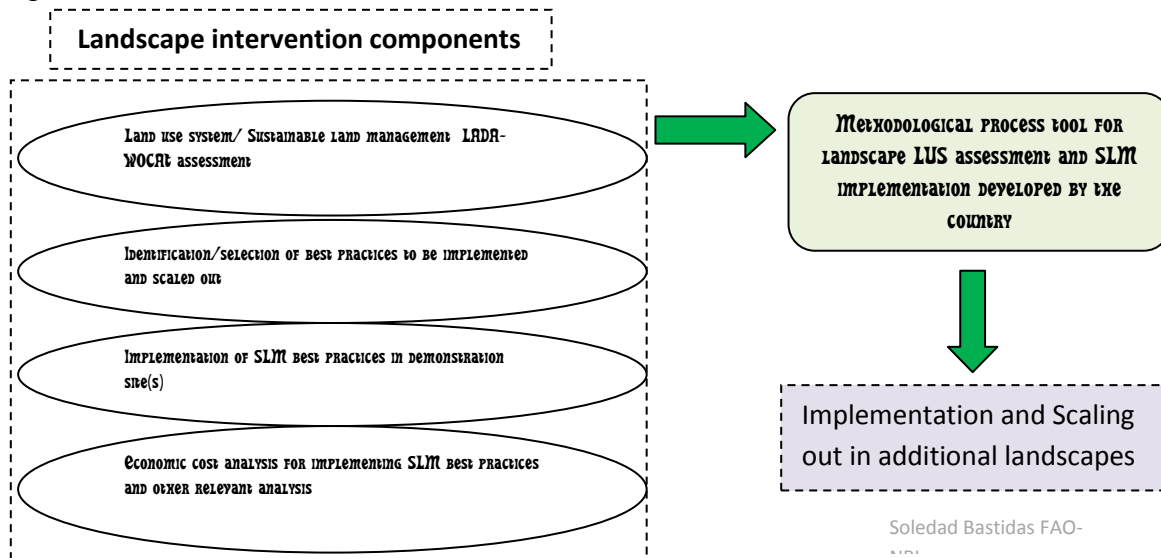 Landscape intervention components
Land use system/ Sustainable land management LADA-
WOCAT assessment
Identification/selection of best practices to be implemented
and scaled out
Implementation of SLM best practices in demonstration
site(s)
Economic cost analysis for implementing SLM best practices
and other relevant analysis
Methodological process tool for
landscape LUS assessment and SLM
implementation developed by the
country
Implementation and Scaling
out in additional landscapes
Soledad Bastidas FAO-